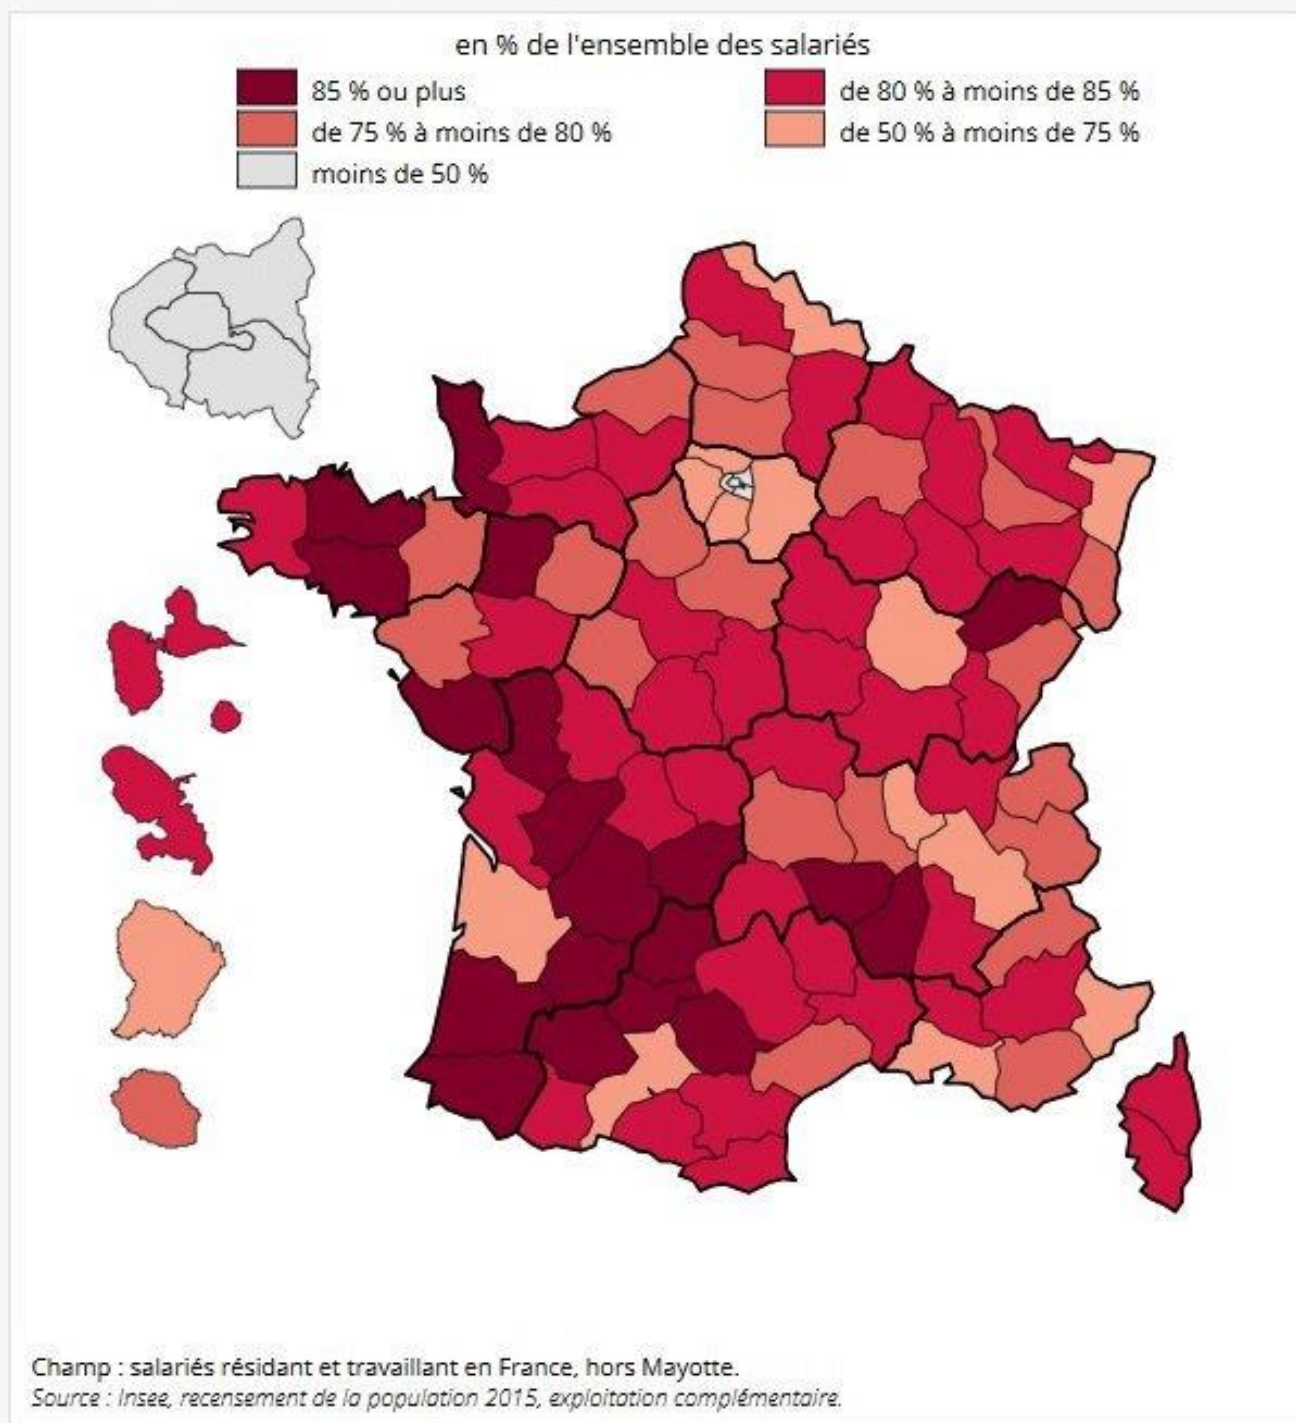 en % de l'ensemble des salariés
85 % ou plus
de 80 % à moins de 85 %
de 75 % à moins de 80 %
de 50 % à moins de 75 %
moins de 50 %
Champ : salariés résidant et travaillant en France, hors Mayotte.
Source : Insee, recensement de la population 2015, exploitation complémentaire.